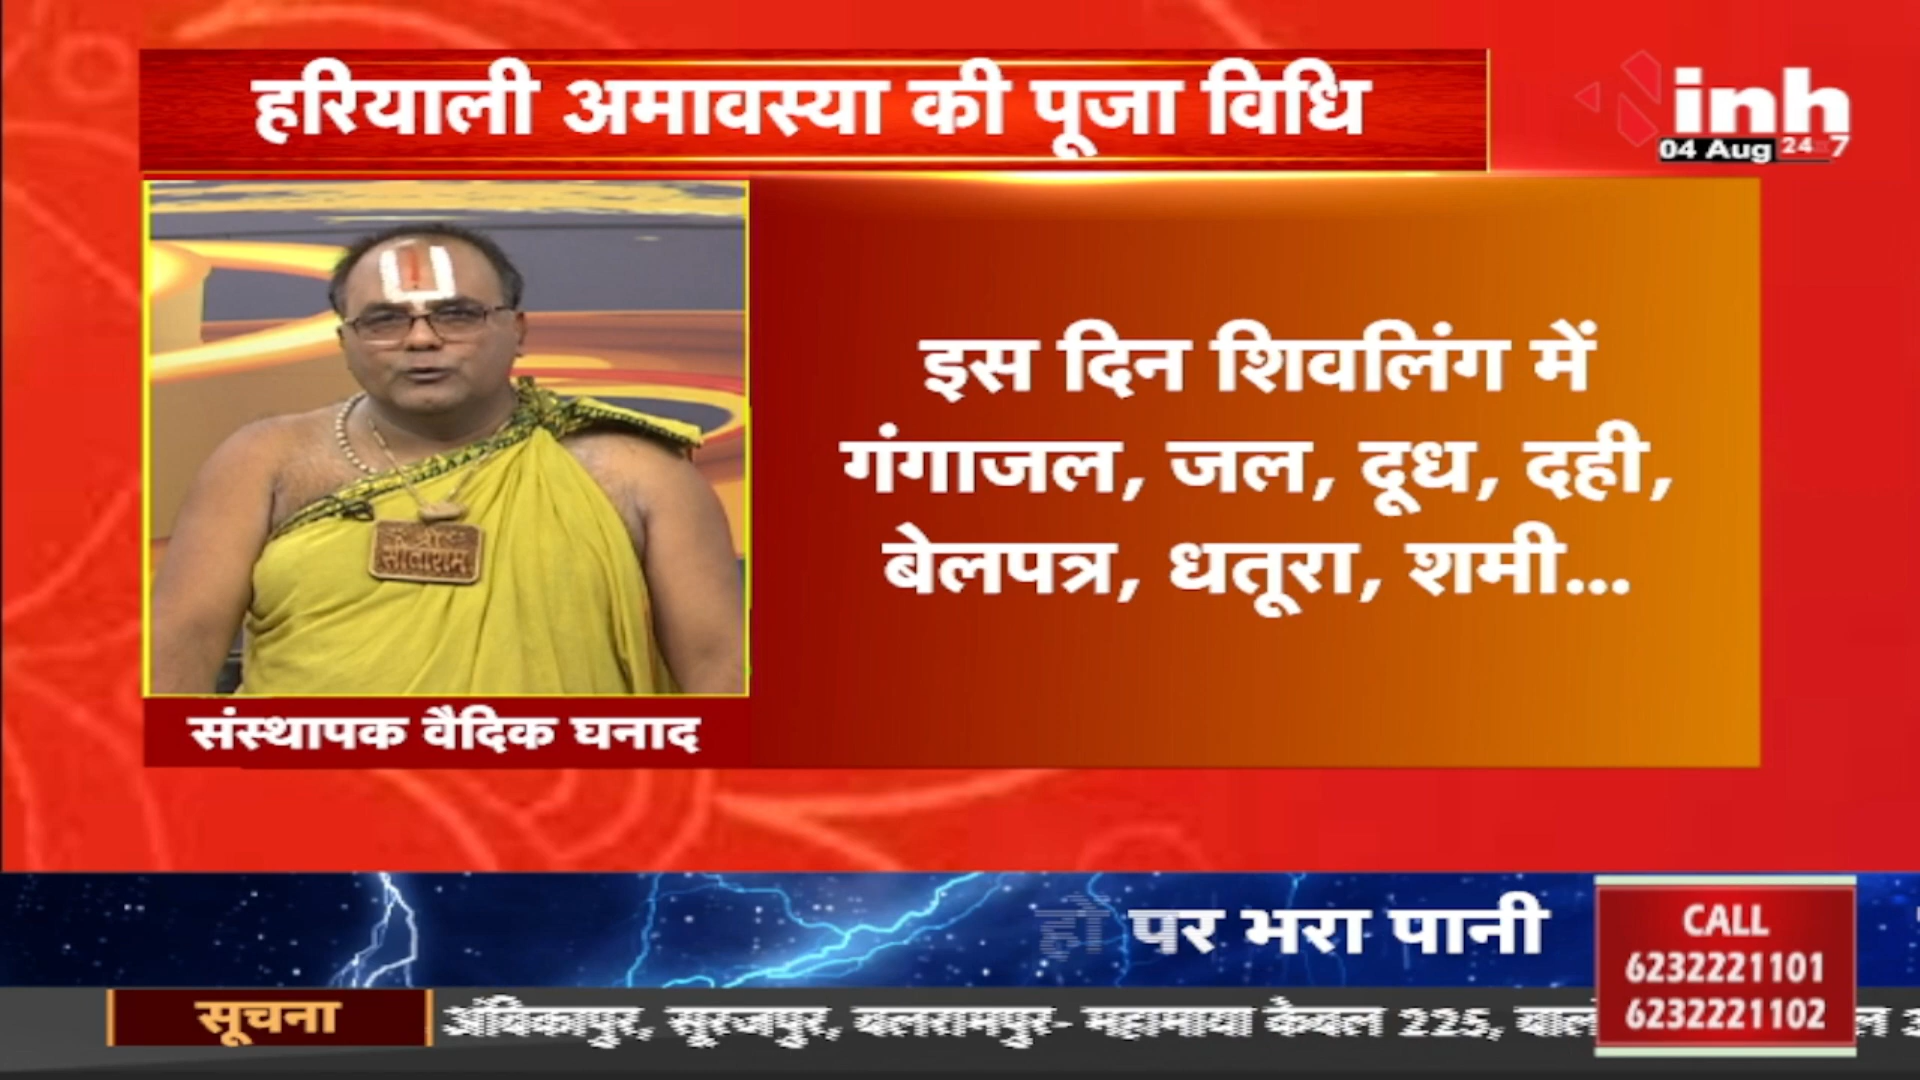 हरियाली अमावस्या की पूजा विधि
inh
04 Aug 24x7
इस दिन शिवलिंग में
गंगाजल, जल, दूध, दही,
बेलपत्र, धतूरा, शमी...
श्री
सीताराम
संस्थापक वैदिक घनाद
हो पर भरा पानी
CALL
6232221101
6232221102
सूचना
अंबिकापुर, सूरजपुर, बलरामपुर- महामाया केबल 225,